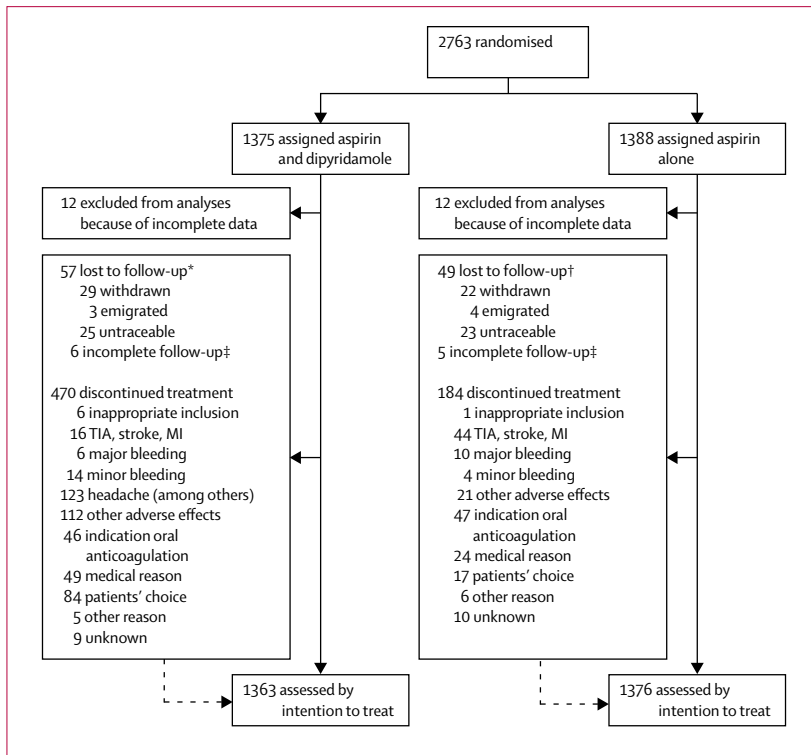 2763 randomised
1375 assigned aspirin
and dipyridamole
1388 assigned aspirin
alone
12 excluded from analyses
because of incomplete data
12 excluded from analyses
because of incomplete data
57 lost to follow-up*
29 withdrawn
3 emigrated
25 untraceable
6 incomplete follow-up‡
470 discontinued treatment
6 inappropriate inclusion
16 TIA, stroke, MI
6 major bleeding
14 minor bleeding
123 headache (among others)
112 other adverse effects
46 indication oral
anticoagulation
49 medical reason
84 patients' choice
5 other reason
9 unknown
49 lost to follow-up†
22 withdrawn
4 emigrated
23 untraceable
5 incomplete follow-up‡
184 discontinued treatment
1 inappropriate inclusion
44 TIA, stroke, MI
10 major bleeding
4 minor bleeding
21 other adverse effects
47 indication oral
anticoagulation
24 medical reason
17 patients' choice
6 other reason
10 unknown
1363 assessed by
intention to treat
1376 assessed by
intention to treat